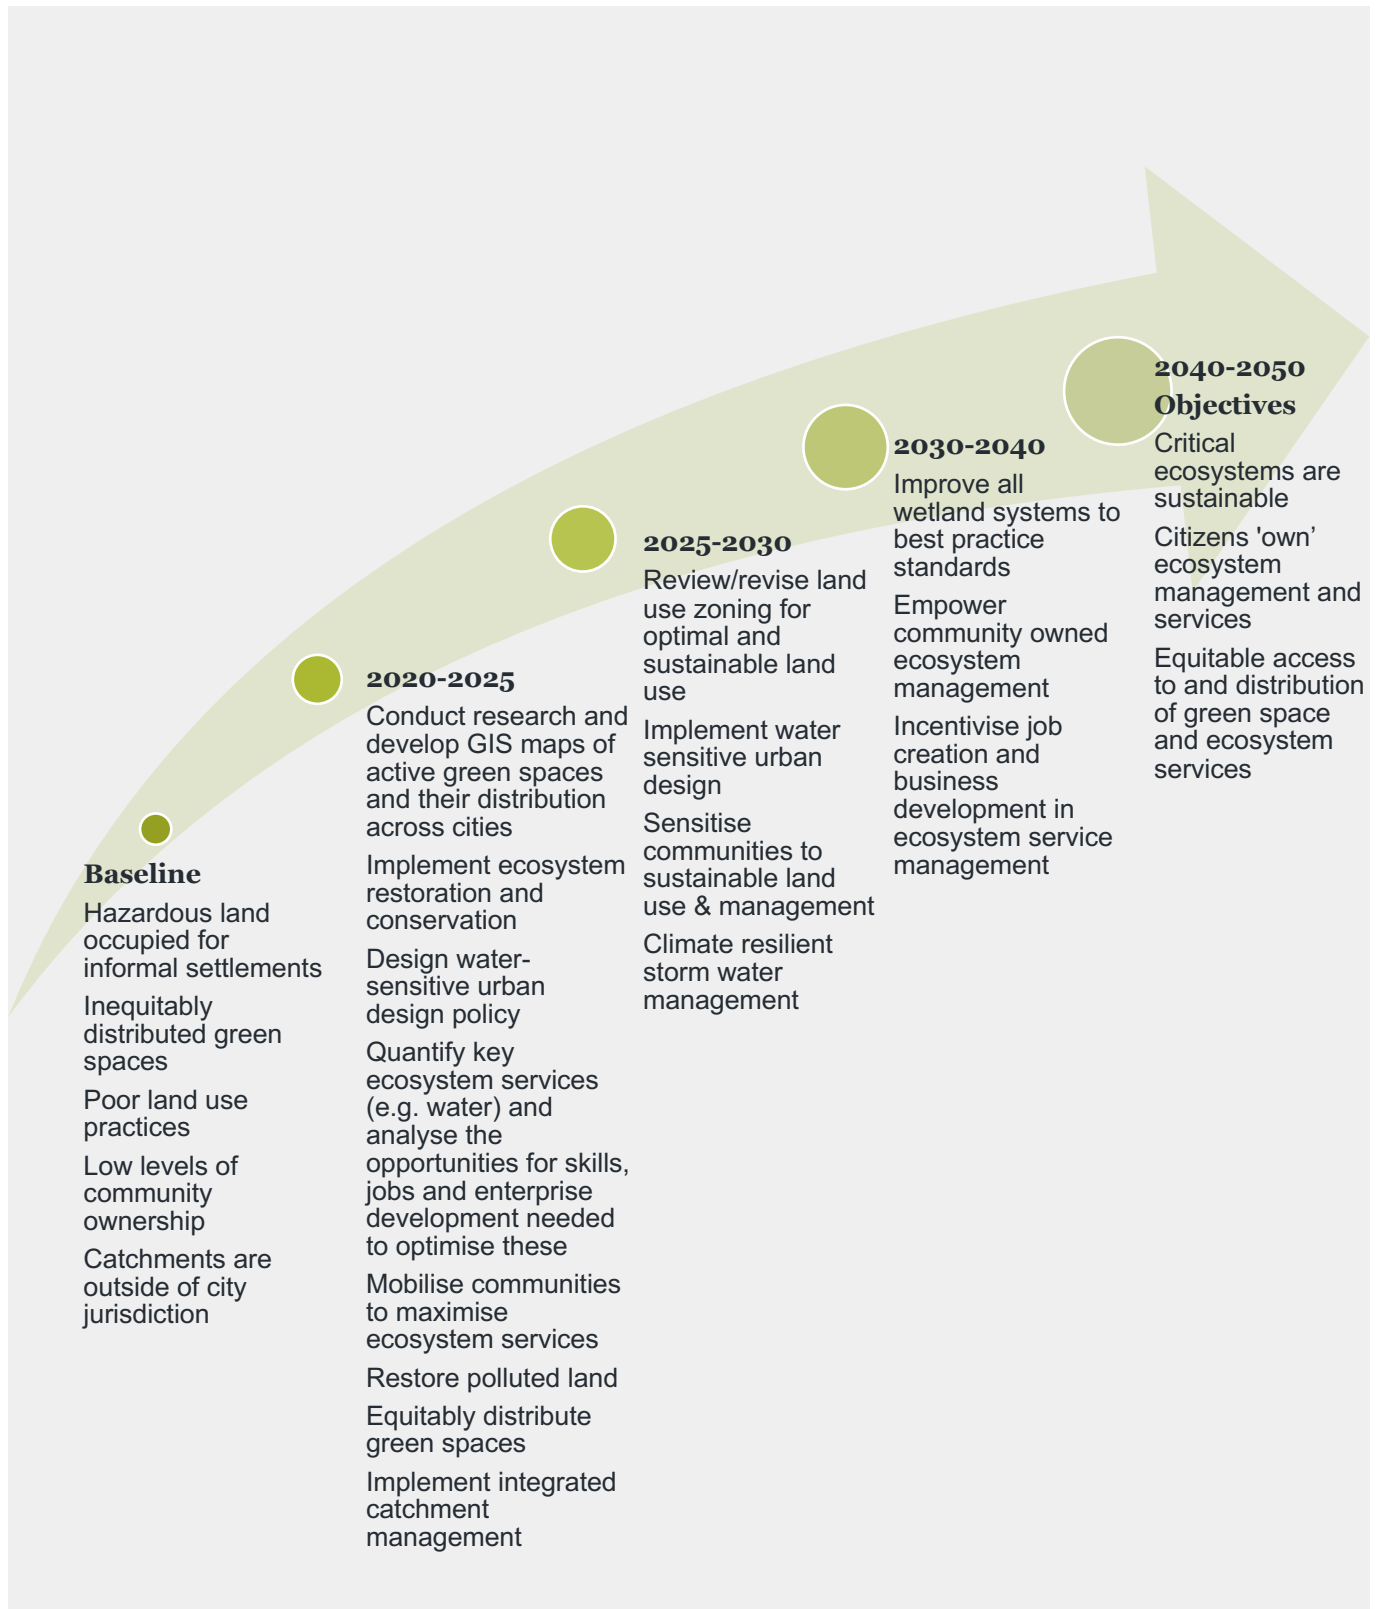 Baseline
Hazardous land
occupied for
informal settlements
Inequitably
distributed green
spaces
Poor land use
practices
Low levels of
community
ownership
Catchments are
outside of city
jurisdiction
2020-2025
Conduct research and
develop GIS maps of
active green spaces
and their distribution
across cities
Implement ecosystem
restoration and
conservation
Design water-
sensitive urban
design policy
Quantify key
ecosystem services
(e.g. water) and
analyse the
opportunities for skills,
jobs and enterprise
development needed
to optimise these
Mobilise communities
to maximise
ecosystem services
Restore polluted land
Equitably distribute
green spaces
Implement integrated
catchment
management
2025-2030
Review/revise land
use zoning for
optimal and
sustainable land
use
Implement water
sensitive urban
design
Sensitise
communities to
sustainable land
use & management
Climate resilient
storm water
management
2030-2040
Improve all
wetland systems to
best practice
standards
Empower
community owned
ecosystem
management
Incentivise job
creation and
business
development in
ecosystem service
management
2040-2050
Objectives
Critical
ecosystems are
sustainable
Citizens 'own’
ecosystem
management and
services
Equitable access
to and distribution
of green space
and ecosystem
services